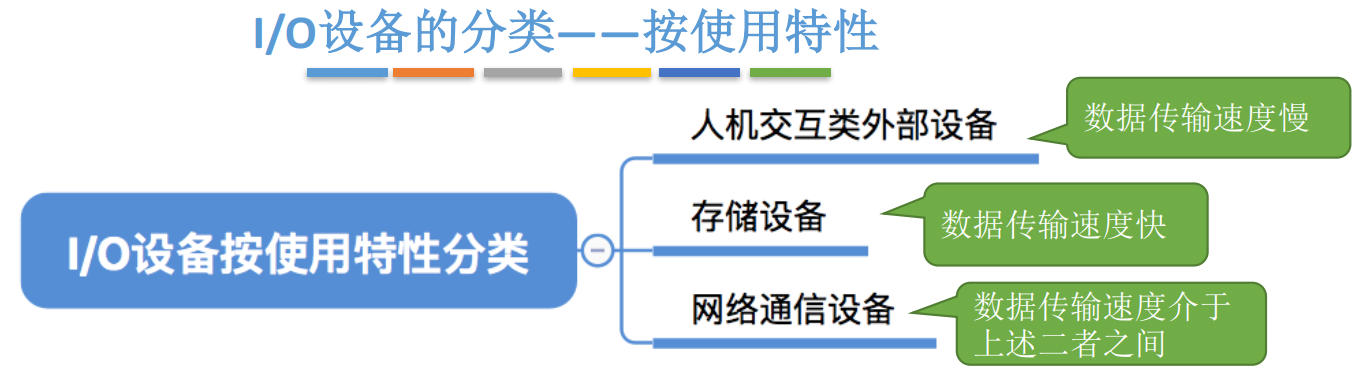 I/O设备的分类——按使用特性
人机交互类外部设备
数据传输速度慢
I/O设备按使用特性分类
存储设备
数据传输速度快
网络通信设备
数据传输速度介于
上述二者之间